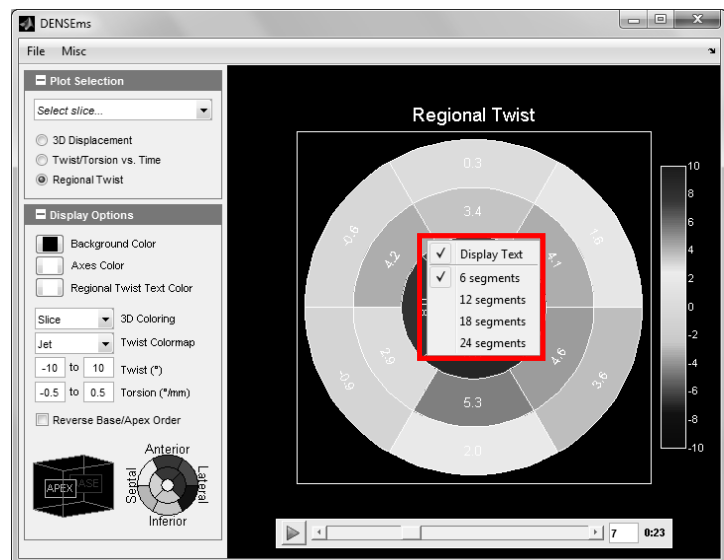 DENSEms
File Misc
Plot Selection
Select slice...
3D Displacement
Twist/Torsion vs. Time
Regional Twist
Display Options
Background Color
Axes Color
Regional Twist Text Color
Slice 3D Coloring
Jet Twist Colormap
-10 to 10 Twist (°)
-0.5 to 0.5 Torsion (°/mm)
Reverse Base/Apex Order
APEX
Anterior
Septal
Lateral
Inferior
Regional Twist
0.3
-0.6
1.6
3.4
4.2
4.1
✓ Display Text
✓ 6 segments
12 segments
18 segments
24 segments
2.9
4.6
-0.9
3.6
5.3
2.0
10
8
6
4
2
0
-2
-4
-6
-8
-10
7 0:23